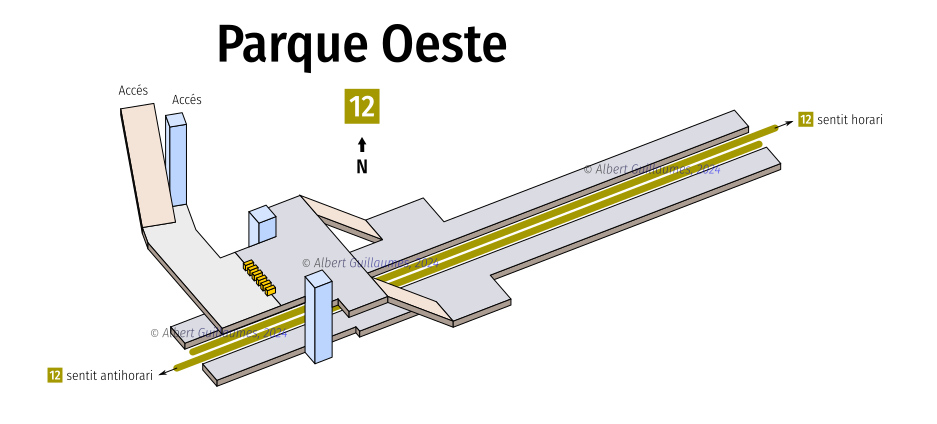 Parque Oeste
Accés
Accés
12
N
12 sentit horari
© Albert Guillaumes, 2024
© Albert Guillaumes, 2024
© Albert Guillaumes, 2024
12 sentit antihorari